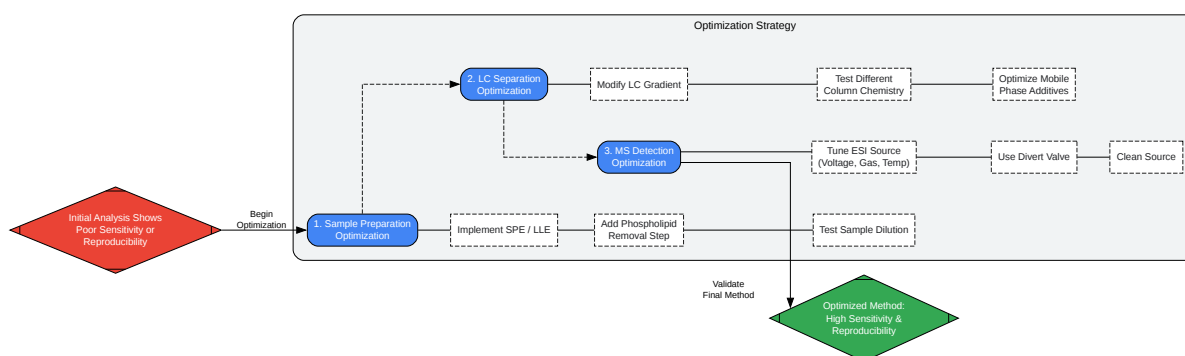 Optimization Strategy
2. LC Separation
Optimization
Modify LC Gradient
Test Different
Column Chemistry
Optimize Mobile
Phase Additives
3. MS Detection
Optimization
Tune ESI Source
(Voltage, Gas, Temp)
Use Divert Valve
Clean Source
Initial Analysis Shows
Poor Sensitivity or
Reproducibility
Begin
Optimization
1. Sample Preparation
Optimization
Implement SPE / LLE
Add Phospholipid
Removal Step
Test Sample Dilution
Validate
Final Method
Optimized Method:
High Sensitivity &
Reproducibility